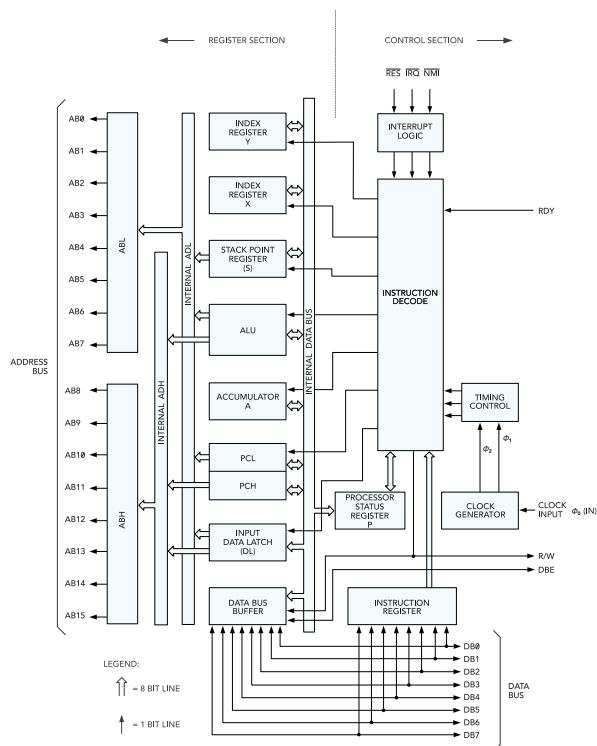 REGISTER SECTION
CONTROL SECTION
RES IRQ NMI
AB0
AB1
AB2
AB3
AB4
AB5
AB6
AB7
ADDRESS
BUS
AB8
AB9
AB10
AB11
AB12
AB13
AB14
AB15
ABL
ABH
INTERNAL ADL
INTERNAL ADH
INDEX
REGISTER
Y
INDEX
REGISTER
X
STACK POINT
REGISTER
(S)
ALU
ACCUMULATOR
A
PCL
PCH
INPUT
DATA LATCH
(DL)
DATA BUS
BUFFER
INTERNAL DATA BUS
INTERRUPT
LOGIC
INSTRUCTION
DECODE
RDY
TIMING
CONTROL
Φ2
Φ1
CLOCK
GENERATOR
CLOCK
INPUT Φ0 (IN)
PROCESSOR
STATUS
REGISTER
P
R/W
DBE
INSTRUCTION
REGISTER
DB0
DB1
DB2
DB3
DB4
DB5
DB6
DB7
DATA
BUS
LEGEND:
= 8 BIT LINE
= 1 BIT LINE